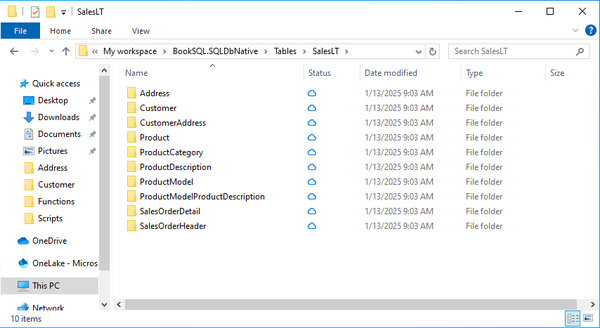 SalesLT
File Home Share View
My workspace > BookSQL.SQLDbNative > Tables > SalesLT >
Search SalesLT
Name Status Date modified Type Size
Quick access
Desktop
Downloads
Documents
Pictures
Address
Customer
Functions
Scripts
OneDrive
OneLake - Micros
This PC
Network
Address 1/13/2025 9:03 AM File folder
Customer 1/13/2025 9:03 AM File folder
CustomerAddress 1/13/2025 9:03 AM File folder
Product 1/13/2025 9:03 AM File folder
ProductCategory 1/13/2025 9:03 AM File folder
ProductDescription 1/13/2025 9:03 AM File folder
ProductModel 1/13/2025 9:03 AM File folder
ProductModelProductDescription 1/13/2025 9:03 AM File folder
SalesOrderDetail 1/13/2025 9:03 AM File folder
SalesOrderHeader 1/13/2025 9:03 AM File folder
10 items